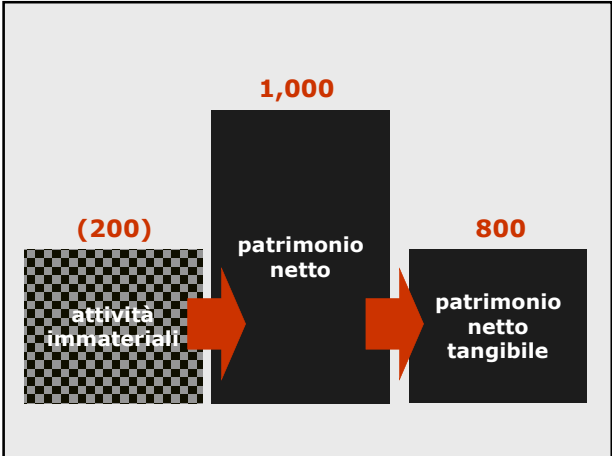 1,000
(200)
800
attività
immateriali
patrimonio
netto
patrimonio
netto
tangibile